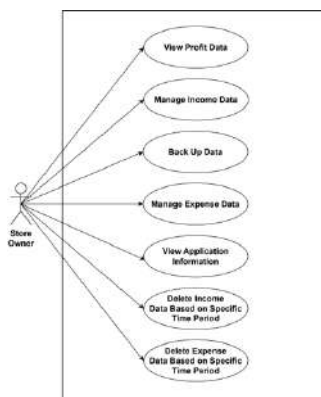 View Profit Data
Manage Income Data
Back Up Data
Manage Expense Data
Store
Owner
View Application
Information
Delete Income
Data Based on Specific
Time Period
Delete Expense
Data Based on Specific
Time Period